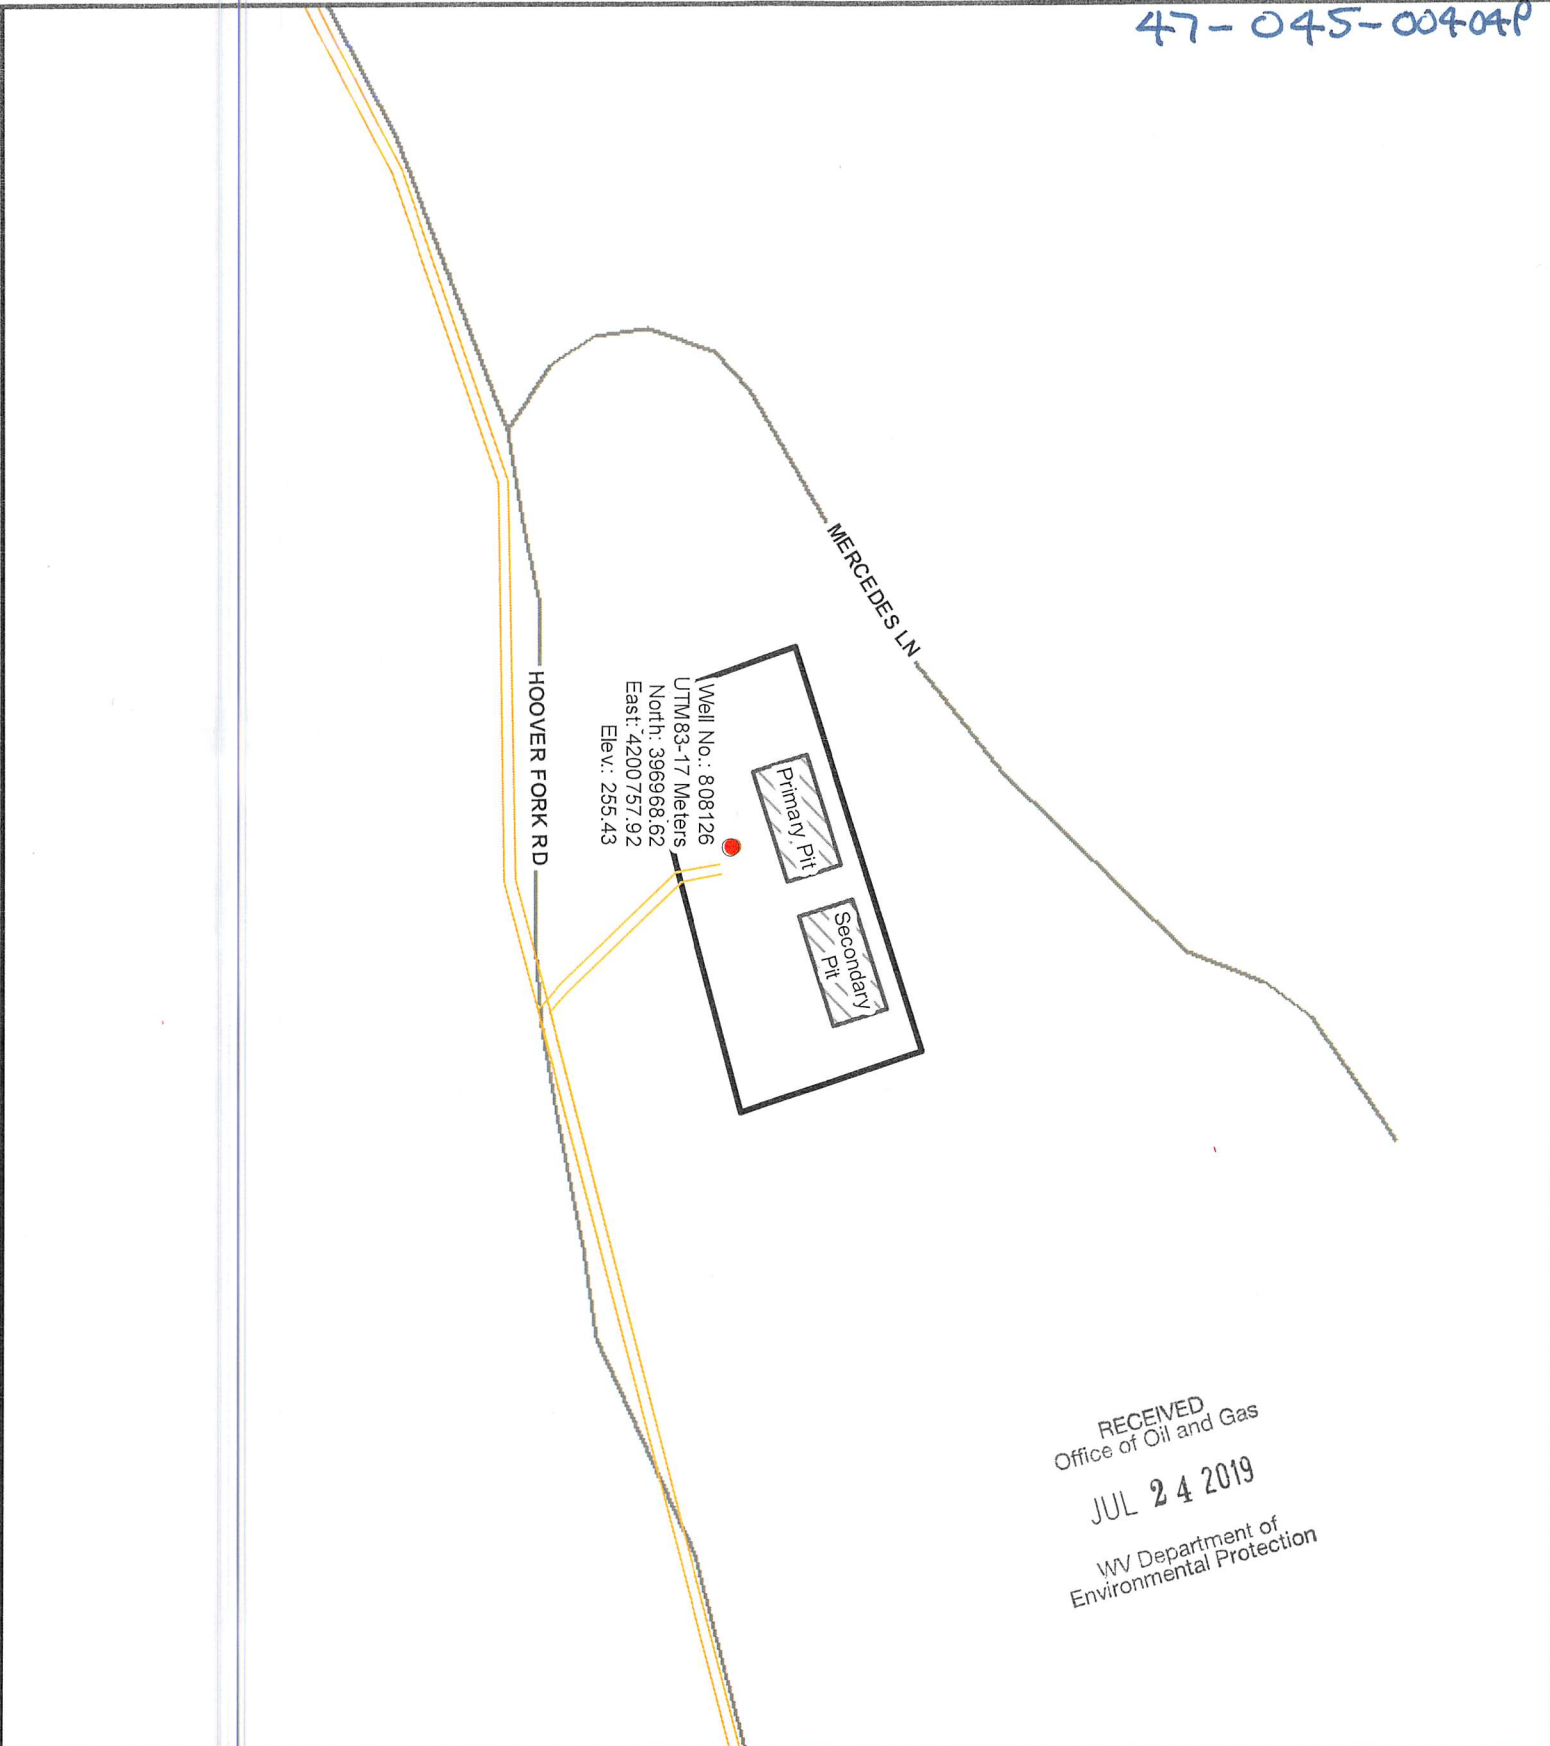 47-045-00404P
MERCEDES LN
HOOVER FORK RD
Well No.: 808126
UTM83-17 Meters
North: 396968.62
East: 4200757.92
Elev.: 255.43
Primary Pit
Secondary
Pit
RECEIVED
Office of Oil and Gas
JUL 24 2019
WV Department of
Environmental Protection